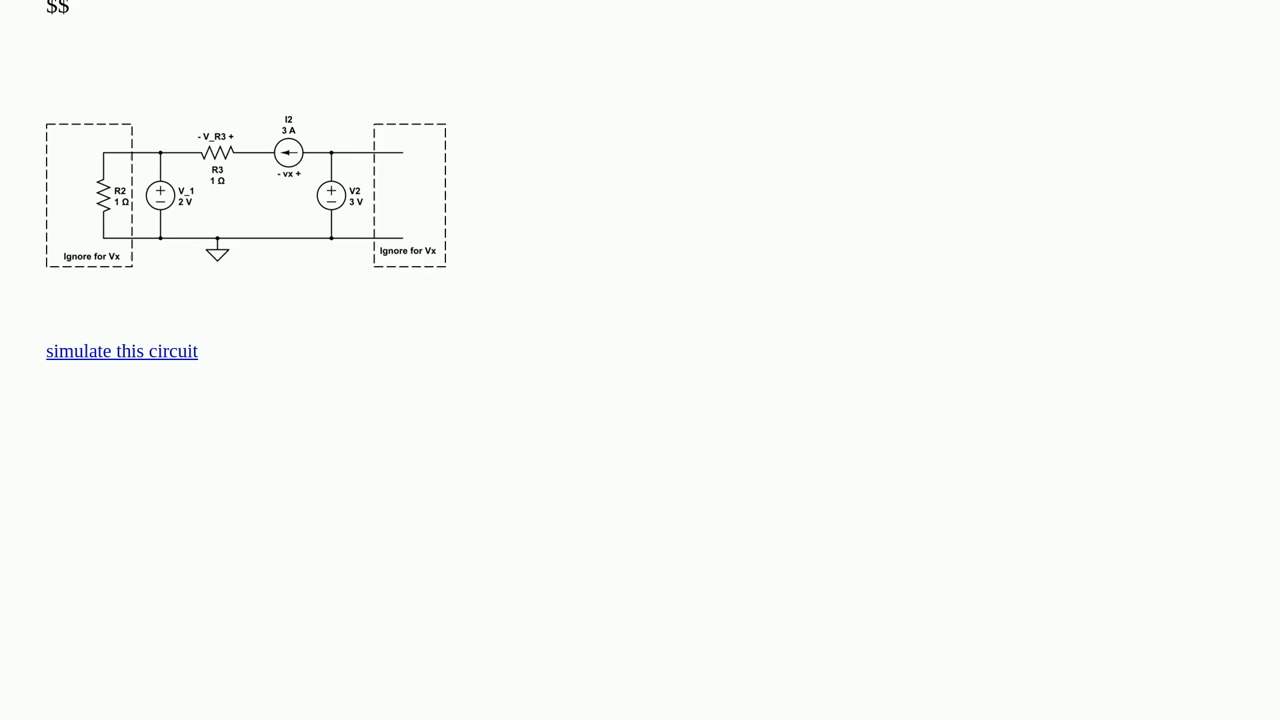 $$
I2
3 A
- V_R3 +
- vx +
R3
1 Ω
R2
1 Ω
+
−
V_1
2 V
+
−
V2
3 V
Ignore for Vx
Ignore for Vx
simulate this circuit